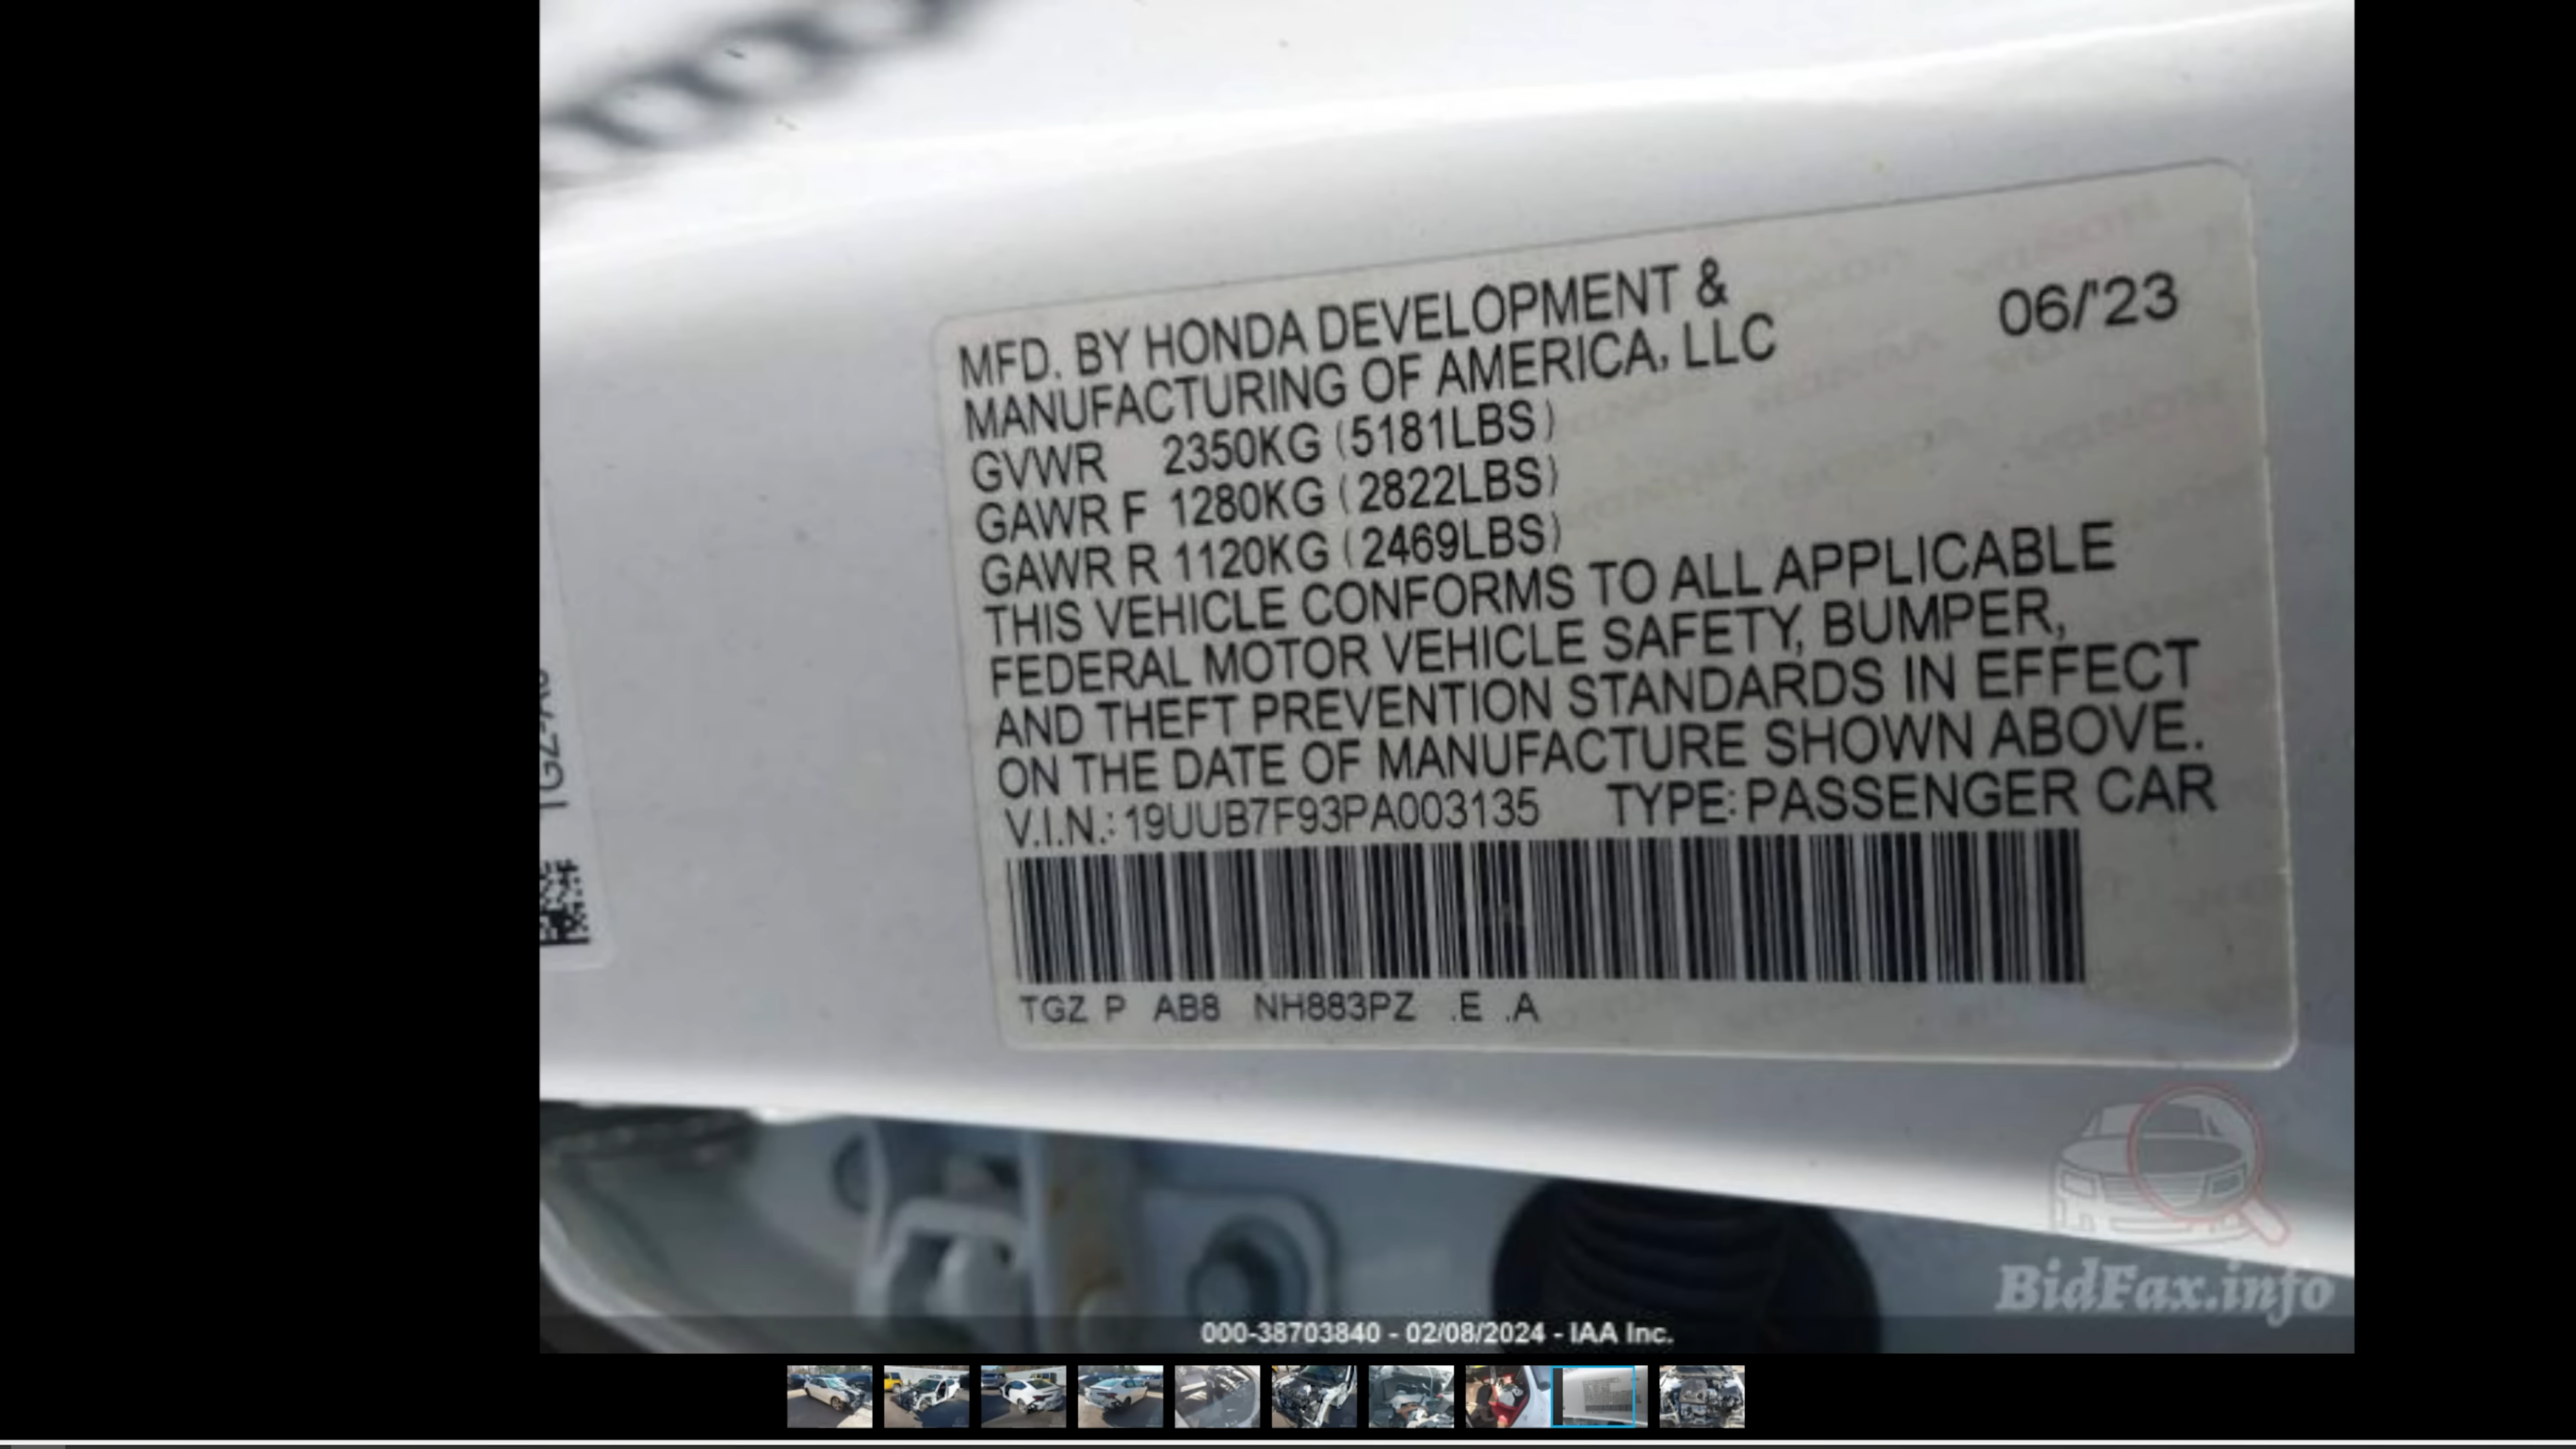 MFD. BY HONDA DEVELOPMENT &
MANUFACTURING OF AMERICA, LLC
06/'23
GVWR 2350KG (5181LBS)
GAWR F 1280KG (2822LBS)
GAWR R 1120KG (2469LBS)
THIS VEHICLE CONFORMS TO ALL APPLICABLE
FEDERAL MOTOR VEHICLE SAFETY, BUMPER,
AND THEFT PREVENTION STANDARDS IN EFFECT
ON THE DATE OF MANUFACTURE SHOWN ABOVE.
V.I.N.: 19UUB7F93PA003135 TYPE: PASSENGER CAR
TGZ P AB8 NH883PZ .E .A
BidFax.info
000-38703840 - 02/08/2024 - IAA Inc.